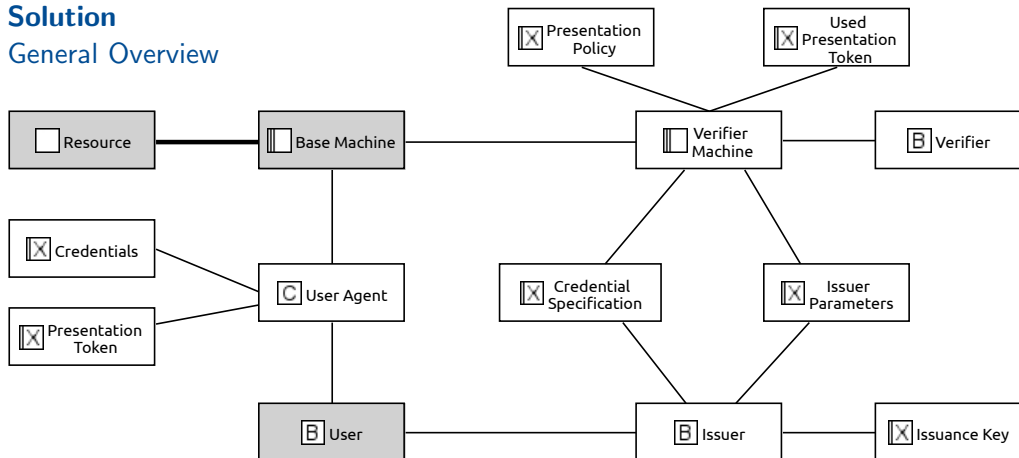 Solution
General Overview
X Presentation
Policy
X Used
Presentation
Token
Resource
Base Machine
Verifier
Machine
B Verifier
X Credentials
C User Agent
X Credential
Specification
X Issuer
Parameters
X Presentation
Token
B User
B Issuer
X Issuance Key